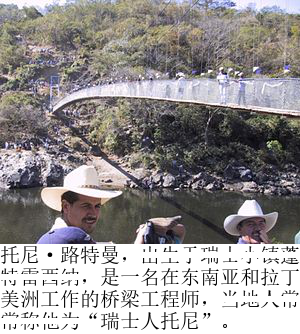 托尼·路特曼，出生于瑞士小镇蓬
特雷西纳，是一名在东南亚和拉丁
美洲工作的桥梁工程师，当地人常
常称他为“瑞士人托尼”。